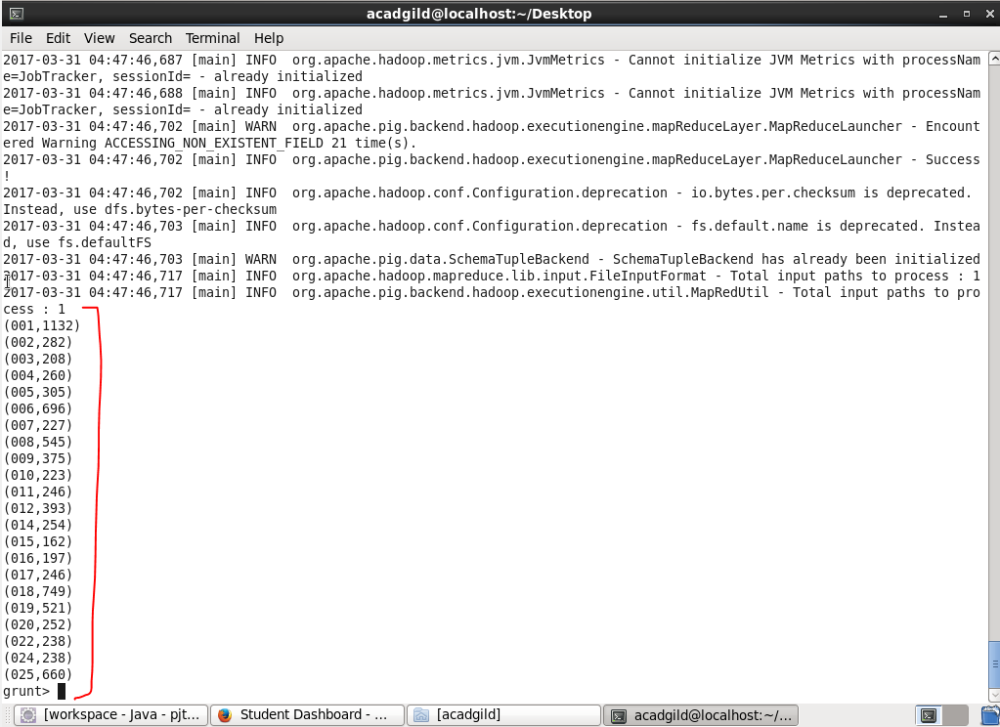 acadgild@localhost:~/Desktop
File Edit View Search Terminal Help
2017-03-31 04:47:46,687 [main] INFO  org.apache.hadoop.metrics.jvm.JvmMetrics - Cannot initialize JVM Metrics with processNam
e=JobTracker, sessionId= - already initialized
2017-03-31 04:47:46,688 [main] INFO  org.apache.hadoop.metrics.jvm.JvmMetrics - Cannot initialize JVM Metrics with processNam
e=JobTracker, sessionId= - already initialized
2017-03-31 04:47:46,702 [main] WARN  org.apache.pig.backend.hadoop.executionengine.mapReduceLayer.MapReduceLauncher - Encount
ered Warning ACCESSING_NON_EXISTENT_FIELD 21 time(s).
2017-03-31 04:47:46,702 [main] INFO  org.apache.pig.backend.hadoop.executionengine.mapReduceLayer.MapReduceLauncher - Success
!
2017-03-31 04:47:46,702 [main] INFO  org.apache.hadoop.conf.Configuration.deprecation - io.bytes.per.checksum is deprecated.
Instead, use dfs.bytes-per-checksum
2017-03-31 04:47:46,703 [main] INFO  org.apache.hadoop.conf.Configuration.deprecation - fs.default.name is deprecated. Instea
d, use fs.defaultFS
2017-03-31 04:47:46,703 [main] WARN  org.apache.pig.data.SchemaTupleBackend - SchemaTupleBackend has already been initialized
2017-03-31 04:47:46,717 [main] INFO  org.apache.hadoop.mapreduce.lib.input.FileInputFormat - Total input paths to process : 1
2017-03-31 04:47:46,717 [main] INFO  org.apache.pig.backend.hadoop.executionengine.util.MapRedUtil - Total input paths to pro
cess : 1
(001,1132)
(002,282)
(003,208)
(004,260)
(005,305)
(006,696)
(007,227)
(008,545)
(009,375)
(010,223)
(011,246)
(012,393)
(014,254)
(015,162)
(016,197)
(017,246)
(018,749)
(019,521)
(020,252)
(022,238)
(024,238)
(025,660)
grunt>
[workspace - Java - pjt... Student Dashboard - ... [acadgild] acadgild@localhost:~/...